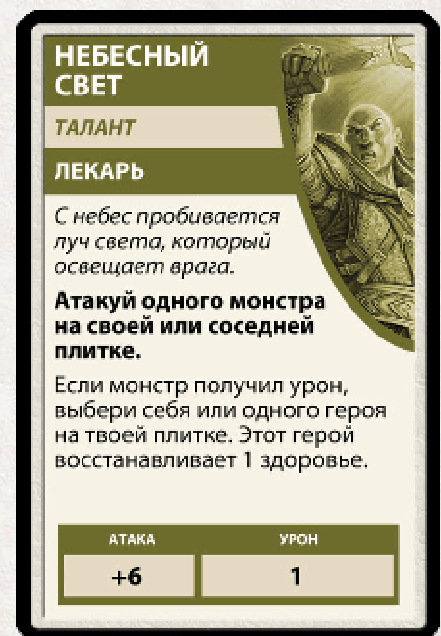 НЕБЕСНЫЙ
СВЕТ
ТАЛАНТ
ЛЕКАРЬ
С небес пробивается
луч света, который
освещает врага.
Атакуй одного монстра
на своей или соседней
плитке.
Если монстр получил урон,
выбери себя или одного героя
на твоей плитке. Этот герой
восстанавливает 1 здоровье.
АТАКА УРОН
+6 1